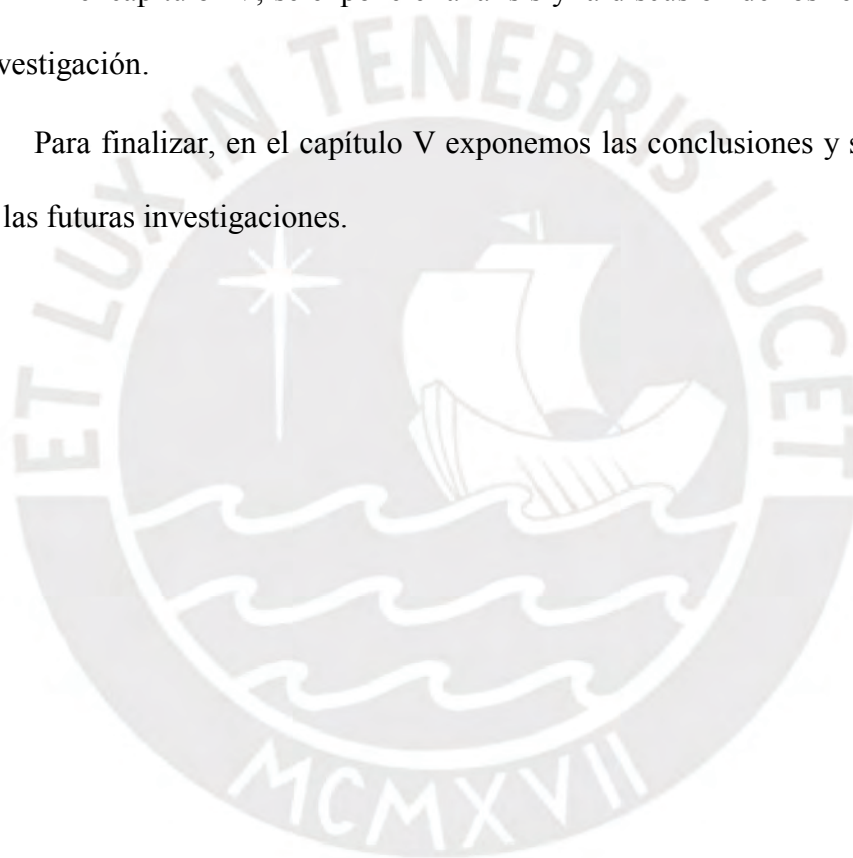 vestigación.
Para finalizar, en el capítulo V exponemos las conclusiones y s
las futuras investigaciones.
ET LUX IN TENEBRIS LUCET
MCMXVII